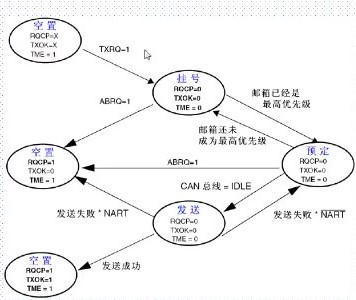 空置
RQCP=X
TXOK=X
TME = 1
TXRQ=1
挂号
RQCP=0
TXOK=0
TME = 0
ABRQ=1
邮箱已经是
最高优先级
邮箱还未
成为最高优先级
预定
RQCP=0
TXOK=0
TME = 0
空置
RQCP=1
TXOK=0
TME = 1
ABRQ=1
CAN 总线 = IDLE
发送
RQCP=0
TXOK=0
TME = 0
发送失败 * NART
发送失败 * N̅A̅R̅T̅
空置
RQCP=1
TXOK=1
TME = 1
发送成功